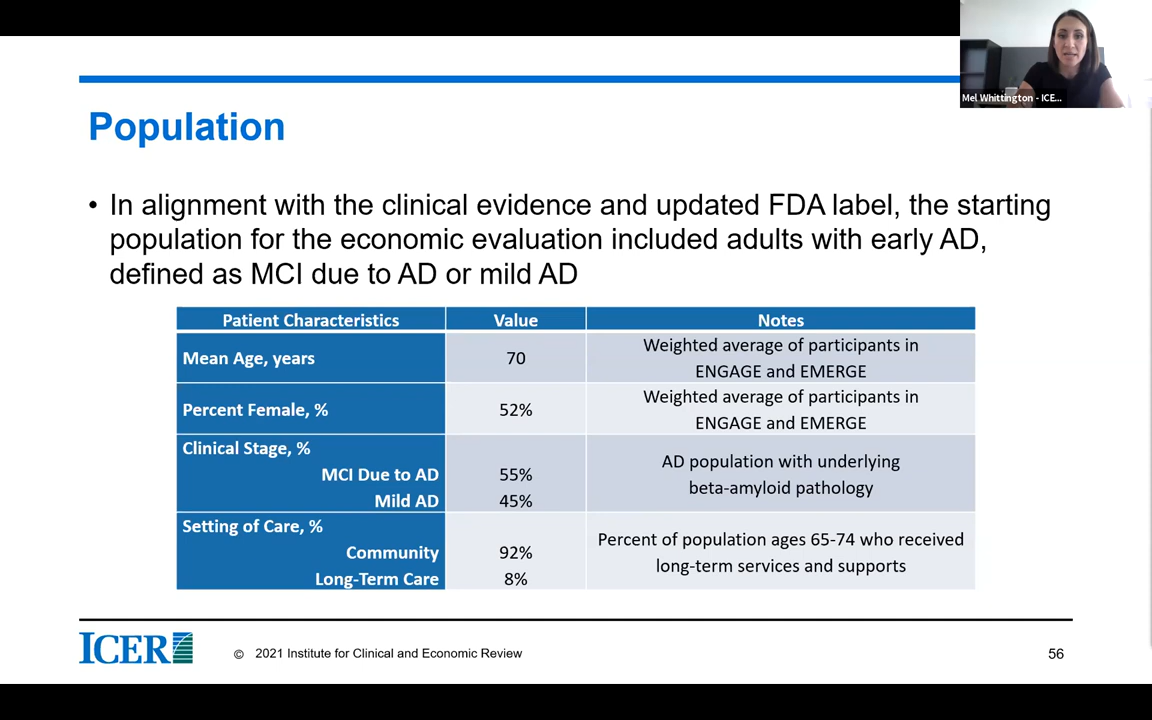 Mel Whittington - ICE...
Population
• In alignment with the clinical evidence and updated FDA label, the starting
population for the economic evaluation included adults with early AD,
defined as MCI due to AD or mild AD
Patient Characteristics Value Notes
Mean Age, years 70 Weighted average of participants in
ENGAGE and EMERGE
Percent Female, % 52% Weighted average of participants in
ENGAGE and EMERGE
Clinical Stage, %
MCI Due to AD 55% AD population with underlying
Mild AD 45% beta-amyloid pathology
Setting of Care, %
Community 92% Percent of population ages 65-74 who received
Long-Term Care 8% long-term services and supports
ICER © 2021 Institute for Clinical and Economic Review 56